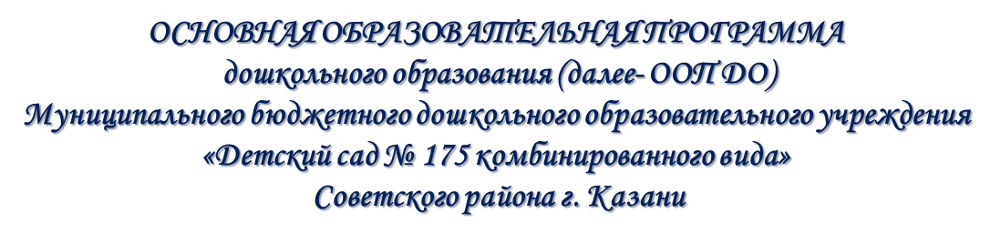 ОСНОВНАЯ ОБРАЗОВАТЕЛЬНАЯ ПРОГРАММА
дошкольного образования (далее- ООП ДО)
Муниципального бюджетного дошкольного образовательного учреждения
«Детский сад № 175 комбинированного вида»
Советского района г. Казани